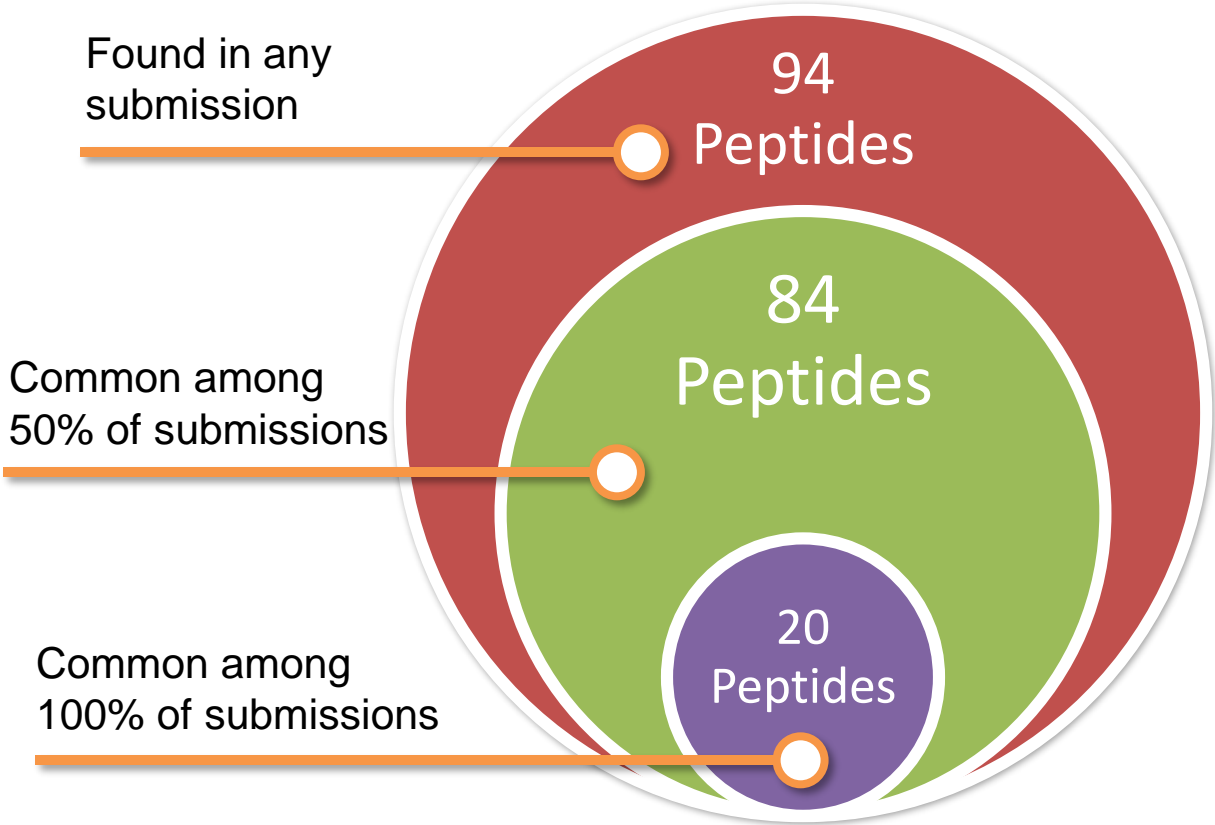 Found in any
submission
94
Peptides
84
Peptides
Common among
50% of submissions
20
Peptides
Common among
100% of submissions